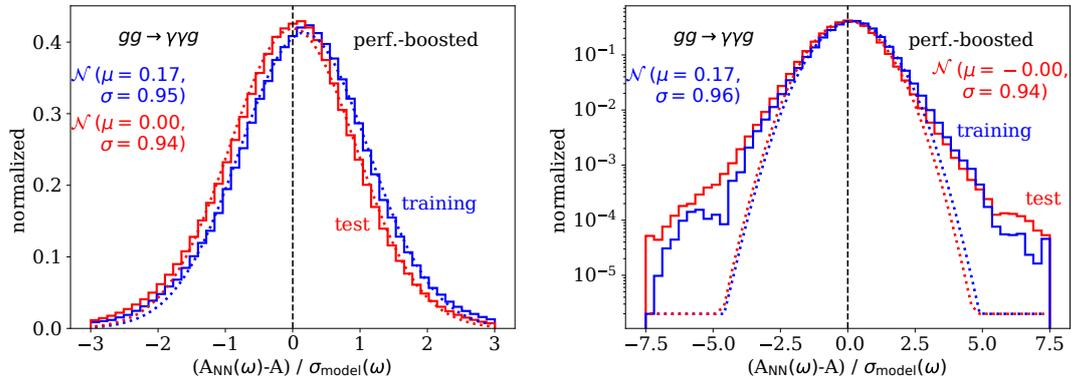 gg → γγg
perf.-boosted
𝒩 (μ = 0.17,
σ = 0.95)
𝒩 (μ = 0.00,
σ = 0.94)
training
test
normalized
0.4
0.3
0.2
0.1
0.0
−3 −2 −1 0 1 2 3
(A_NN(ω)-A) / σ_model(ω)
gg → γγg
perf.-boosted
𝒩 (μ = 0.17,
σ = 0.96)
𝒩 (μ = −0.00,
σ = 0.94)
training
test
normalized
10⁻¹
10⁻²
10⁻³
10⁻⁴
10⁻⁵
−7.5 −5.0 −2.5 0.0 2.5 5.0 7.5
(A_NN(ω)-A) / σ_model(ω)